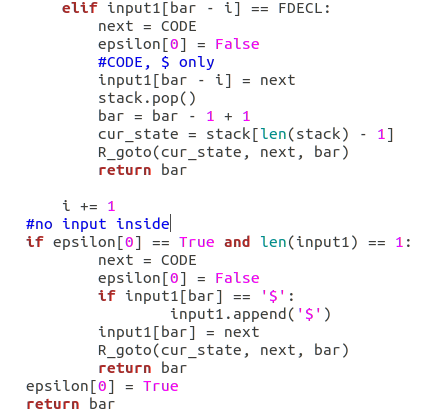 elif input1[bar - i] == FDECL:
next = CODE
epsilon[0] = False
#CODE, $ only
input1[bar - i] = next
stack.pop()
bar = bar - 1 + 1
cur_state = stack[len(stack) - 1]
R_goto(cur_state, next, bar)
return bar
i += 1
#no input inside
if epsilon[0] == True and len(input1) == 1:
next = CODE
epsilon[0] = False
if input1[bar] == '$':
input1.append('$')
input1[bar] = next
R_goto(cur_state, next, bar)
return bar
epsilon[0] = True
return bar